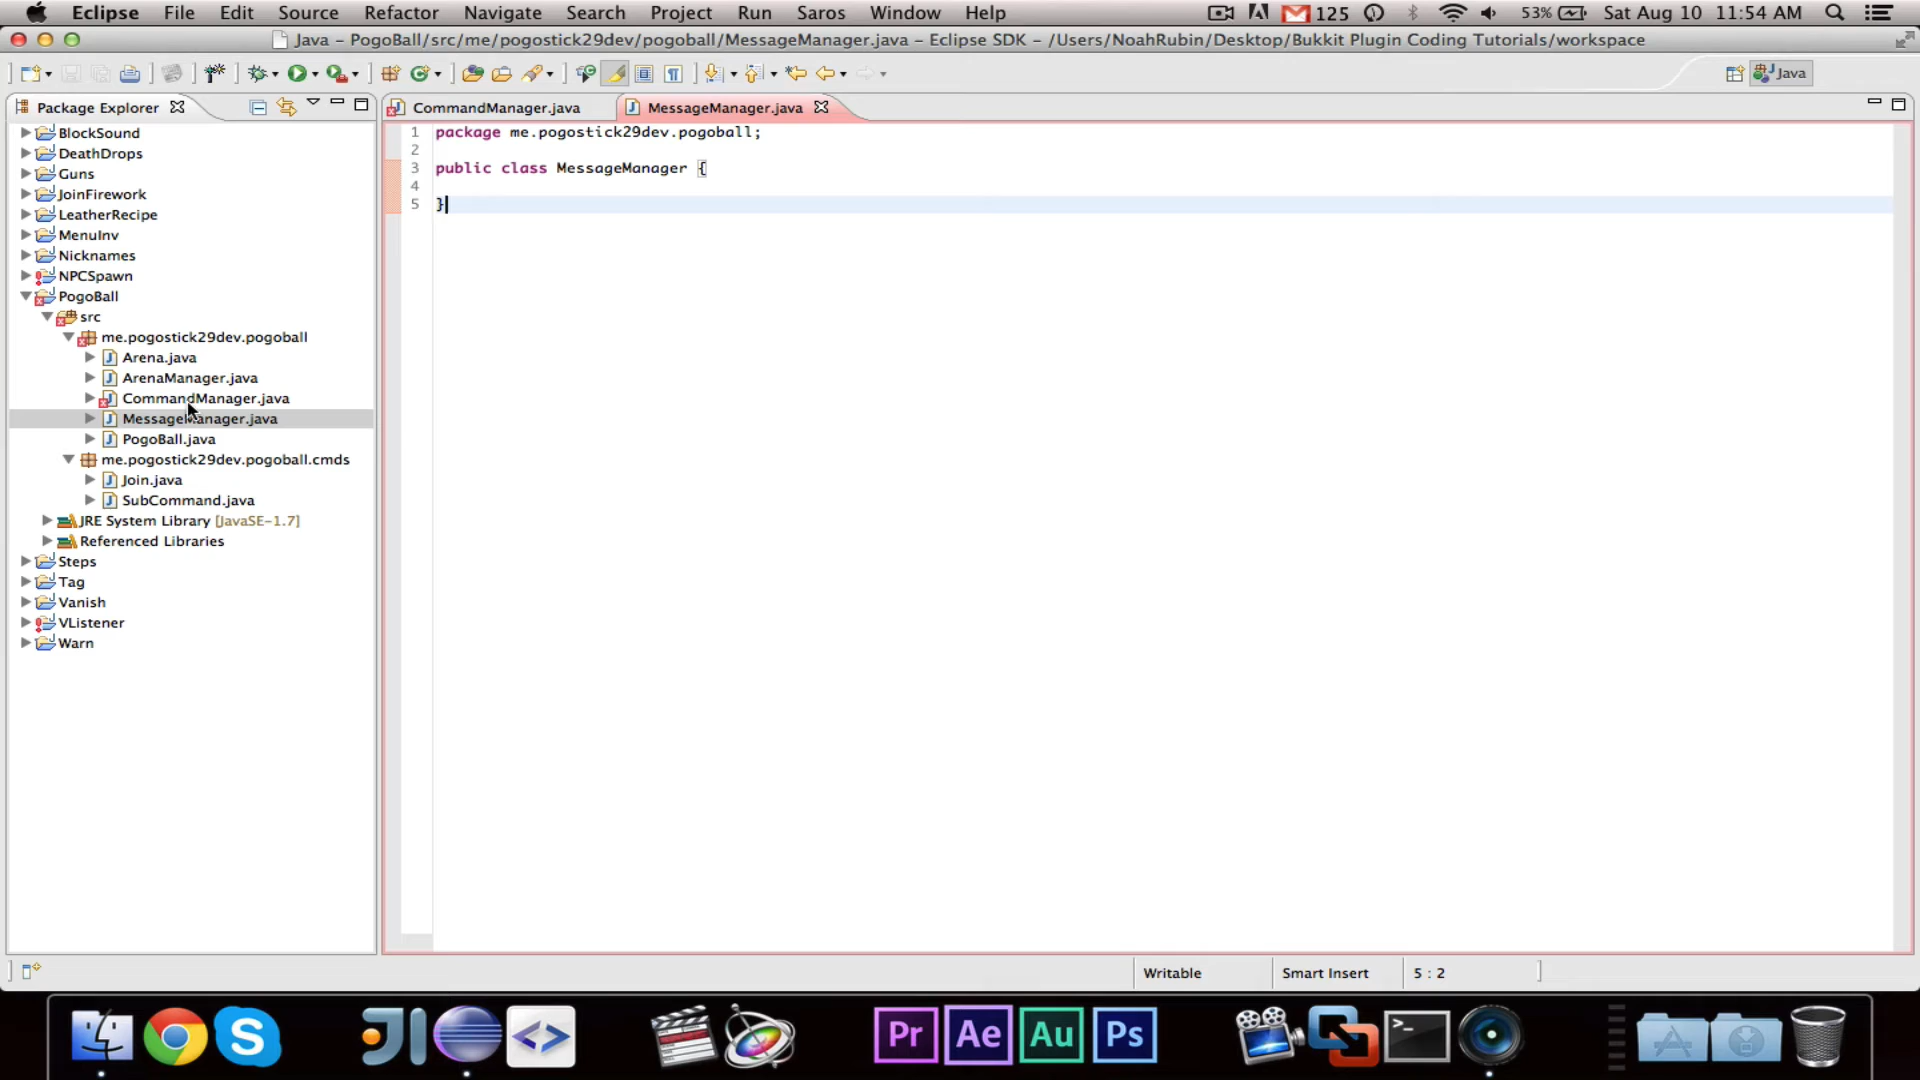 Eclipse File Edit Source Refactor Navigate Search Project Run Saros Window Help 125 53% Sat Aug 10 11:54 AM
Java – PogoBall/src/me/pogostick29dev/pogoball/MessageManager.java – Eclipse SDK – /Users/NoahRubin/Desktop/Bukkit Plugin Coding Tutorials/workspace
Java
Package Explorer
CommandManager.java MessageManager.java
BlockSound
DeathDrops
Guns
JoinFirework
LeatherRecipe
MenuInv
Nicknames
NPCSpawn
PogoBall
src
me.pogostick29dev.pogoball
Arena.java
ArenaManager.java
CommandManager.java
MessageManager.java
PogoBall.java
me.pogostick29dev.pogoball.cmds
Join.java
SubCommand.java
JRE System Library [JavaSE-1.7]
Referenced Libraries
Steps
Tag
Vanish
VListener
Warn
1 package me.pogostick29dev.pogoball;
2
3 public class MessageManager {
4
5 }
Writable Smart Insert 5 : 2
Pr Ae Au Ps